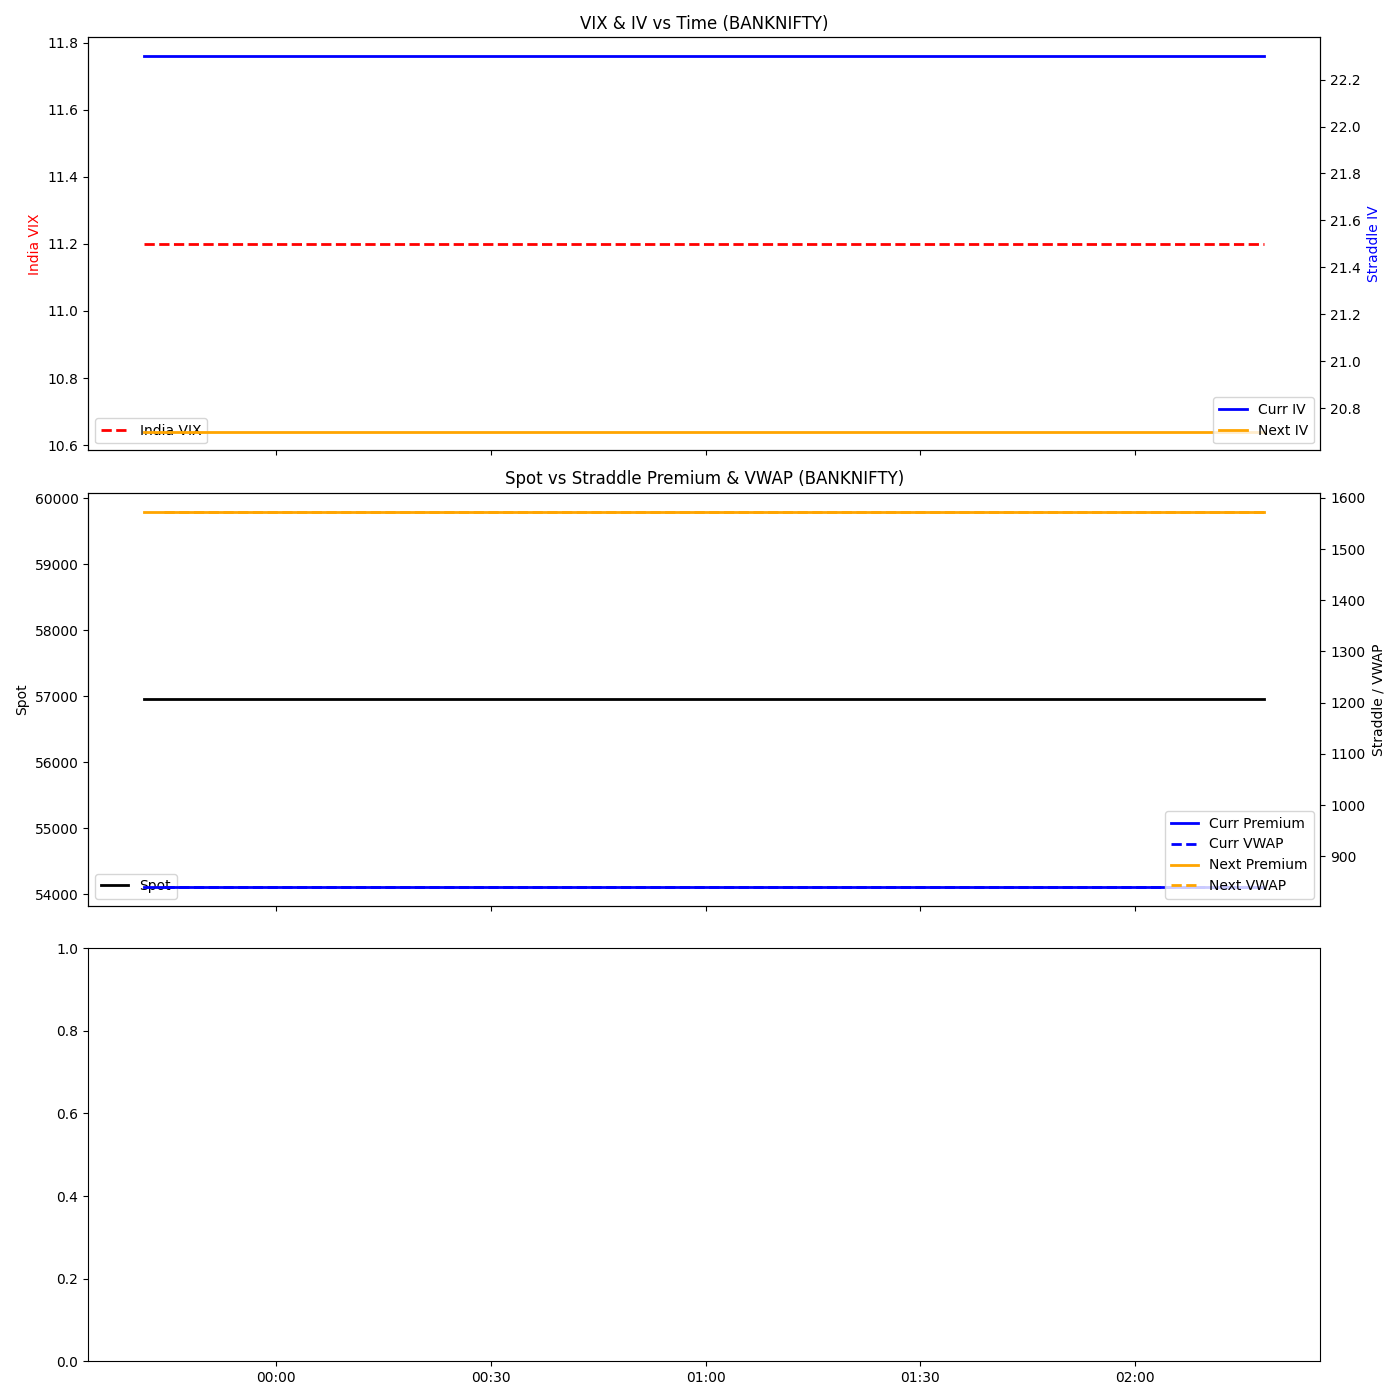 VIX & IV vs Time (BANKNIFTY)
11.8
11.6
11.4
11.2
11.0
10.8
10.6
India VIX
22.2
22.0
21.8
21.6
21.4
21.2
21.0
20.8
Straddle IV
India VIX
Curr IV
Next IV
Spot vs Straddle Premium & VWAP (BANKNIFTY)
60000
59000
58000
57000
56000
55000
54000
Spot
1600
1500
1400
1300
1200
1100
1000
900
Straddle / VWAP
Spot
Curr Premium
Curr VWAP
Next Premium
Next VWAP
1.0
0.8
0.6
0.4
0.2
0.0
00:00 00:30 01:00 01:30 02:00